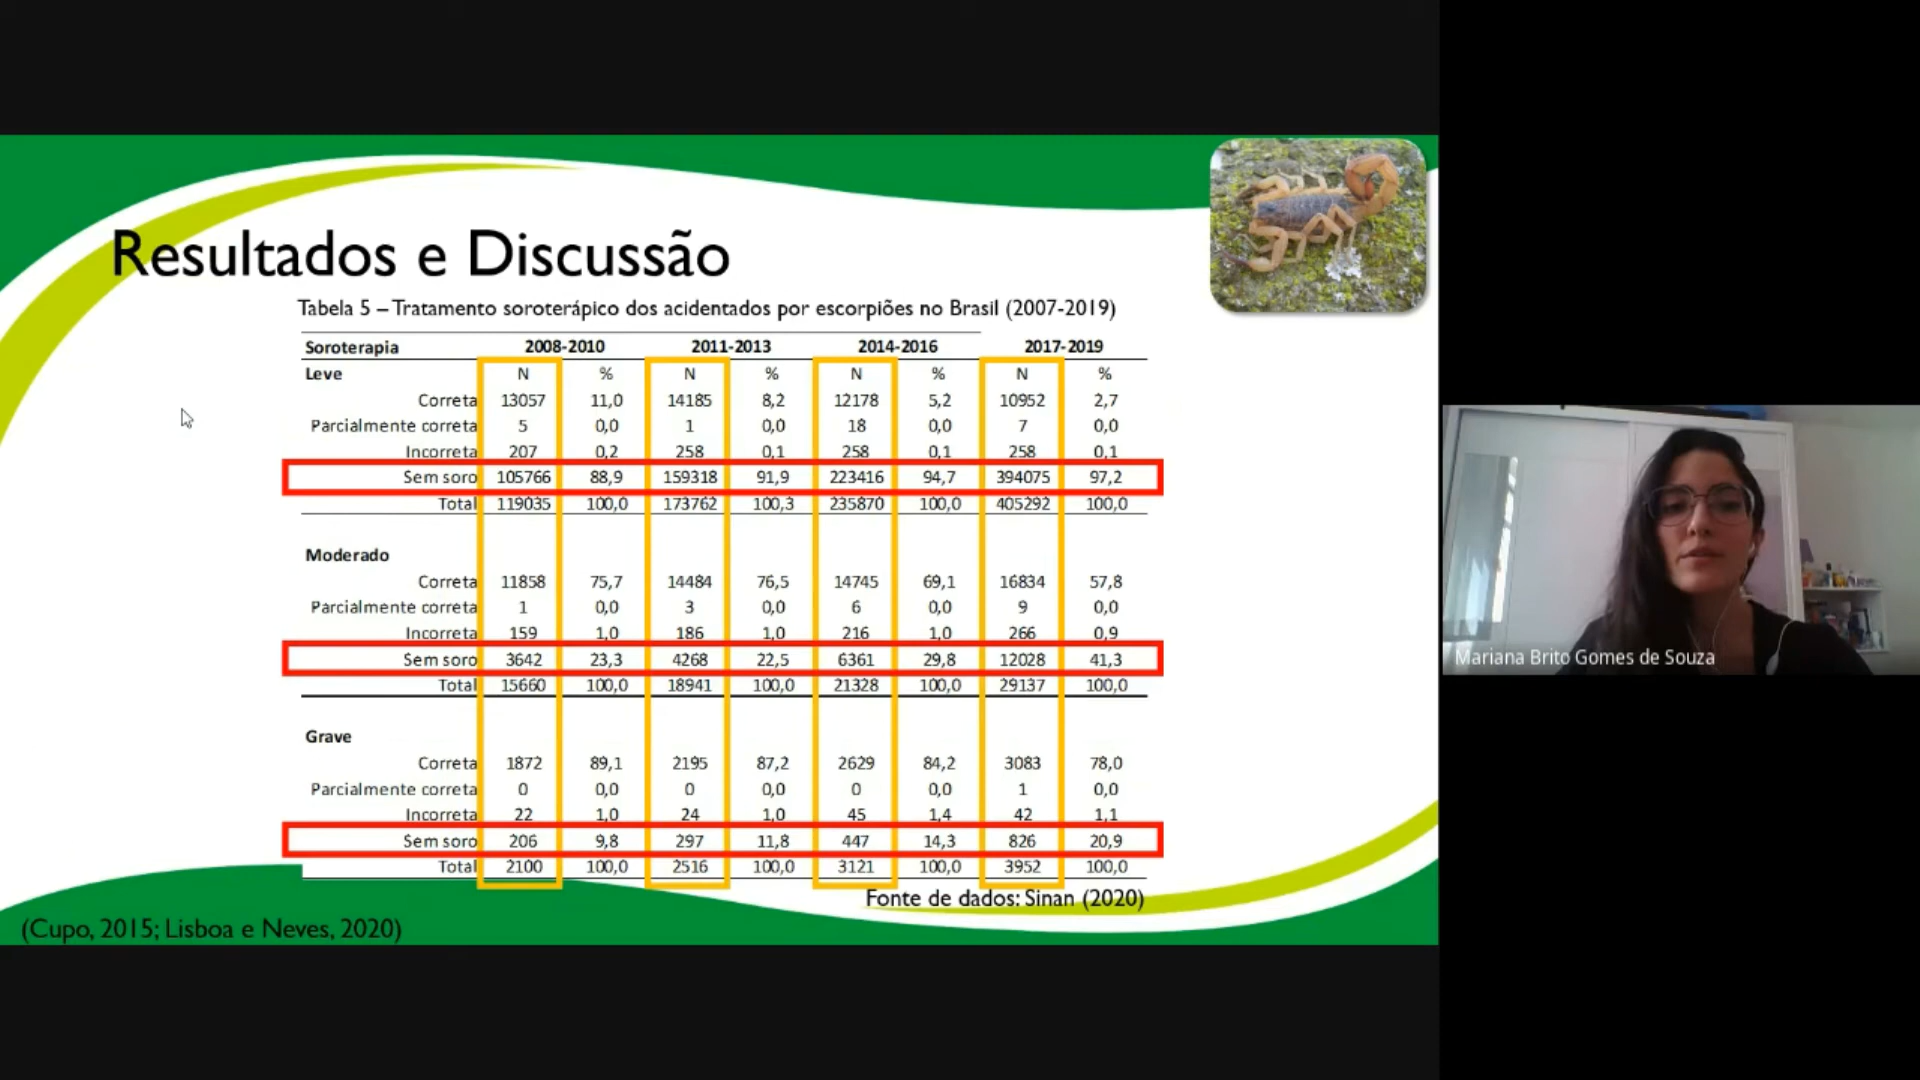 Resultados e Discussão
Tabela 5 – Tratamento soroterápico dos acidentados por escorpiões no Brasil (2007-2019)
Soroterapia 2008-2010 2011-2013 2014-2016 2017-2019
Leve N % N % N % N %
Correta 13057 11,0 14185 8,2 12178 5,2 10952 2,7
Parcialmente correta 5 0,0 1 0,0 18 0,0 7 0,0
Incorreta 207 0,2 258 0,1 258 0,1 258 0,1
Sem soro 105766 88,9 159318 91,9 223416 94,7 394075 97,2
Total 119035 100,0 173762 100,3 235870 100,0 405292 100,0
Moderado
Correta 11858 75,7 14484 76,5 14745 69,1 16834 57,8
Parcialmente correta 1 0,0 3 0,0 6 0,0 9 0,0
Incorreta 159 1,0 186 1,0 216 1,0 266 0,9
Sem soro 3642 23,3 4268 22,5 6361 29,8 12028 41,3
Total 15660 100,0 18941 100,0 21328 100,0 29137 100,0
Grave
Correta 1872 89,1 2195 87,2 2629 84,2 3083 78,0
Parcialmente correta 0 0,0 0 0,0 0 0,0 1 0,0
Incorreta 22 1,0 24 1,0 45 1,4 42 1,1
Sem soro 206 9,8 297 11,8 447 14,3 826 20,9
Total 2100 100,0 2516 100,0 3121 100,0 3952 100,0
Fonte de dados: Sinan (2020)
(Cupo, 2015; Lisboa e Neves, 2020)
Mariana Brito Gomes de Souza